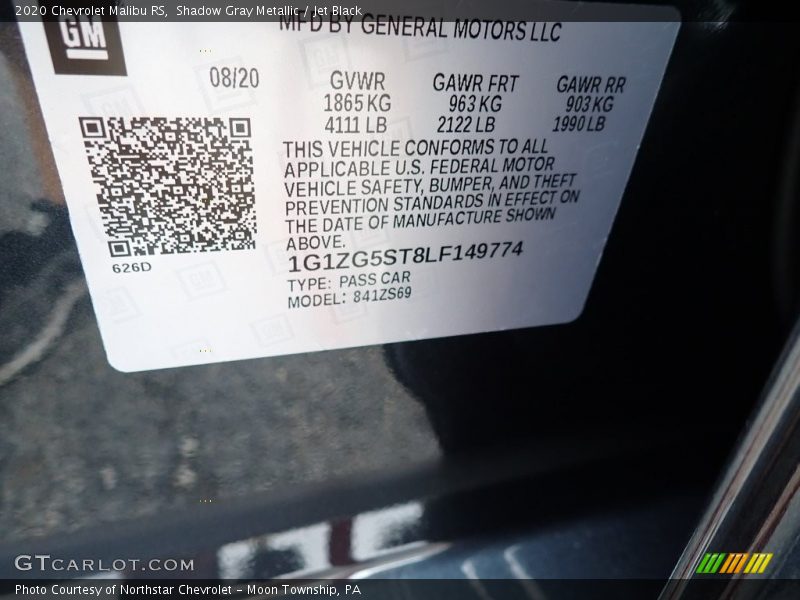 2020 Chevrolet Malibu RS, Shadow Gray Metallic / Jet Black
GM
MFD BY GENERAL MOTORS LLC
08/20 GVWR GAWR FRT GAWR RR
1865 KG 963 KG 903 KG
4111 LB 2122 LB 1990 LB
THIS VEHICLE CONFORMS TO ALL
APPLICABLE U.S. FEDERAL MOTOR
VEHICLE SAFETY, BUMPER, AND THEFT
PREVENTION STANDARDS IN EFFECT ON
THE DATE OF MANUFACTURE SHOWN
ABOVE.
626D
1G1ZG5ST8LF149774
TYPE: PASS CAR
MODEL: 841ZS69
GTCARLOT.COM
Photo Courtesy of Northstar Chevrolet – Moon Township, PA